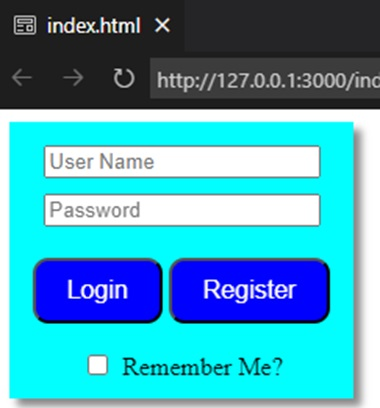 index.html
http://127.0.0.1:3000/ind
User Name
Password
Login Register
Remember Me?